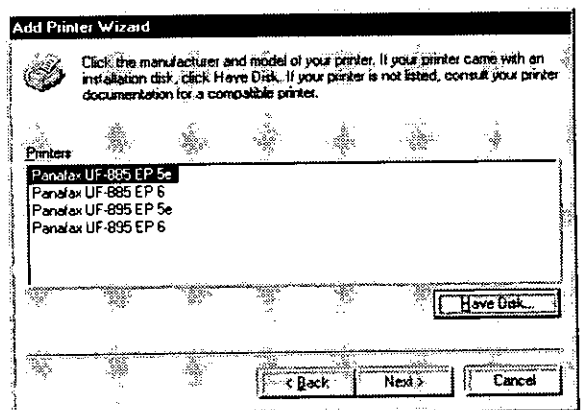 Add Printer Wizard
Click the manufacturer and model of your printer. If your printer came with an
installation disk, click Have Disk. If your printer is not listed, consult your printer
documentation for a compatible printer.
Printers
Panafax UF-885 EP 5e
Panafax UF-885 EP 6
Panafax UF-895 EP 5e
Panafax UF-895 EP 6
Have Disk...
< Back
Next >
Cancel